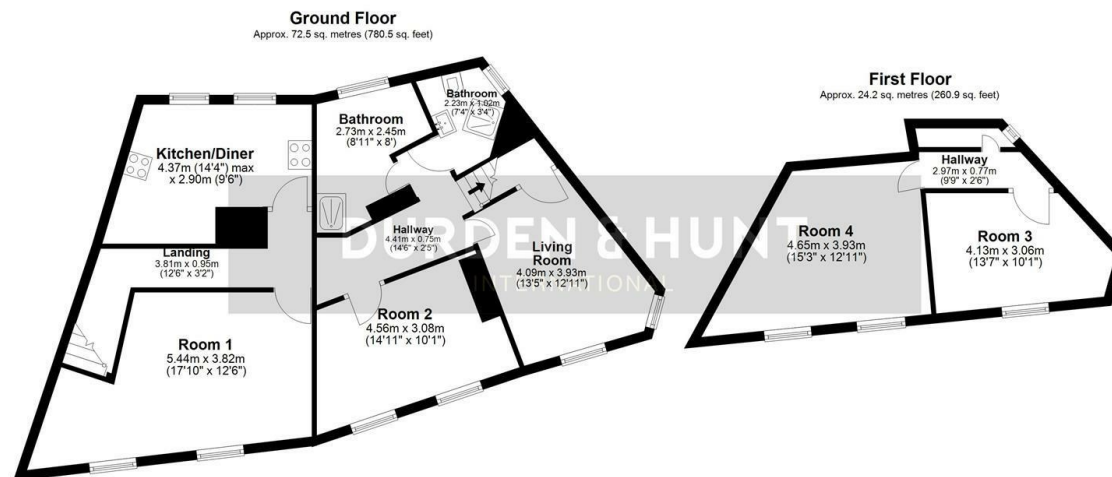 Ground Floor
Approx. 72.5 sq. metres (780.5 sq. feet)
Kitchen/Diner
4.37m (14'4") max
x 2.90m (9'6")
Bathroom
2.73m x 2.45m
(8'11" x 8')
Bathroom
2.23m x 1.02m
(7'4" x 3'4")
Landing
3.81m x 0.95m
(12'6" x 3'2")
Hallway
4.41m x 0.75m
(14'6" x 2'5")
Living
Room
4.09m x 3.93m
(13'5" x 12'11")
Room 1
5.44m x 3.82m
(17'10" x 12'6")
Room 2
4.56m x 3.08m
(14'11" x 10'1")
First Floor
Approx. 24.2 sq. metres (260.9 sq. feet)
Hallway
2.97m x 0.77m
(9'9" x 2'6")
Room 4
4.65m x 3.93m
(15'3" x 12'11")
Room 3
4.13m x 3.06m
(13'7" x 10'1")
DURDEN & HUNT
INTERNATIONAL